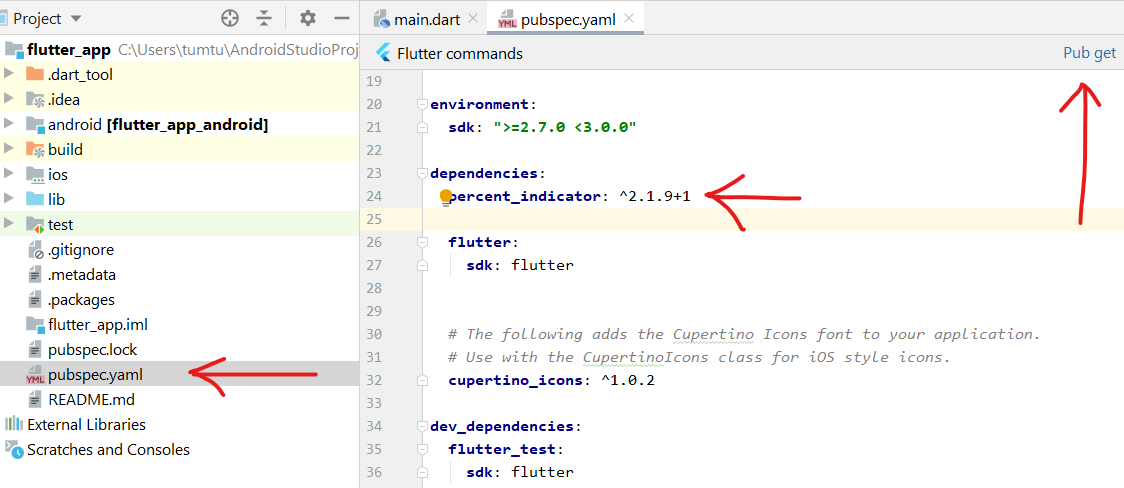 Project
flutter_app C:\Users\tumtu\AndroidStudioProj
.dart_tool
.idea
android [flutter_app_android]
build
ios
lib
test
.gitignore
.metadata
.packages
flutter_app.iml
pubspec.lock
YML pubspec.yaml
README.md
External Libraries
Scratches and Consoles
main.dart
YML pubspec.yaml
Flutter commands
Pub get
19
20 environment:
21 sdk: ">=2.7.0 <3.0.0"
22
23 dependencies:
24 percent_indicator: ^2.1.9+1
25
26 flutter:
27 sdk: flutter
28
29
30 # The following adds the Cupertino Icons font to your application.
31 # Use with the CupertinoIcons class for iOS style icons.
32 cupertino_icons: ^1.0.2
33
34 dev_dependencies:
35 flutter_test:
36 sdk: flutter